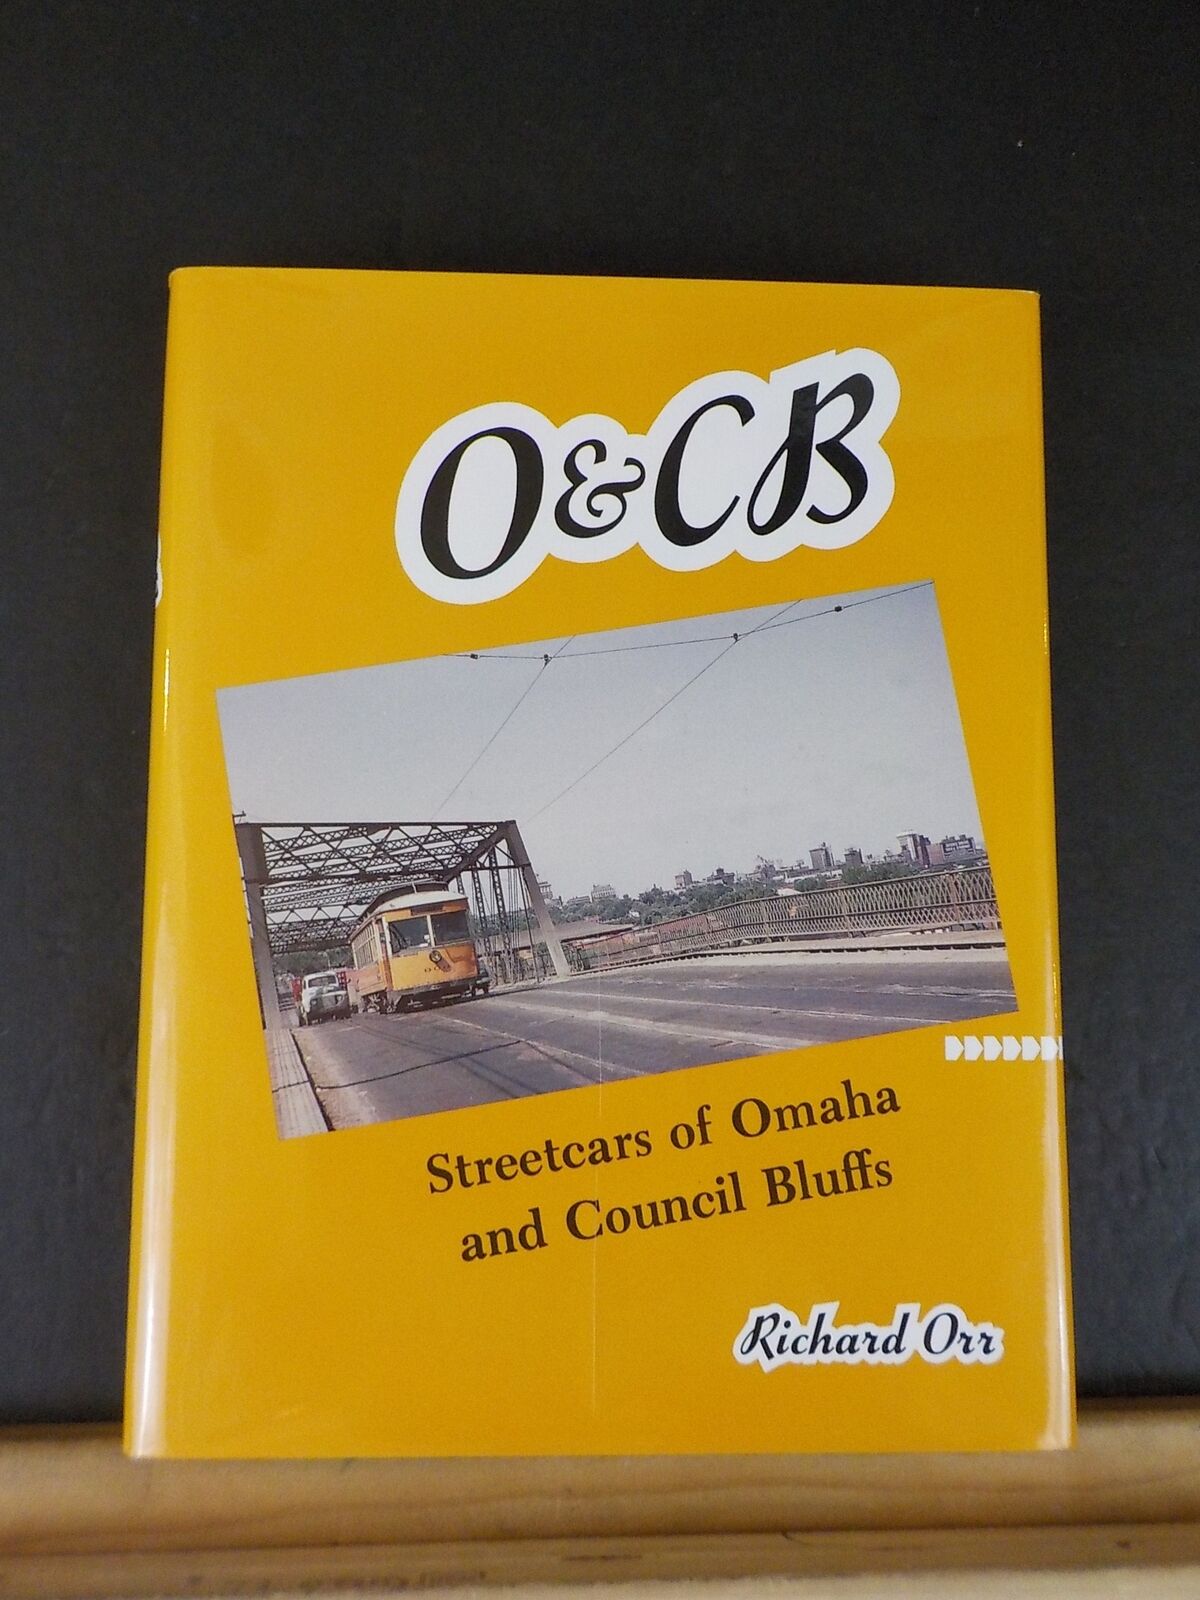 O&CB
Streetcars of Omaha
and Council Bluffs
Richard Orr